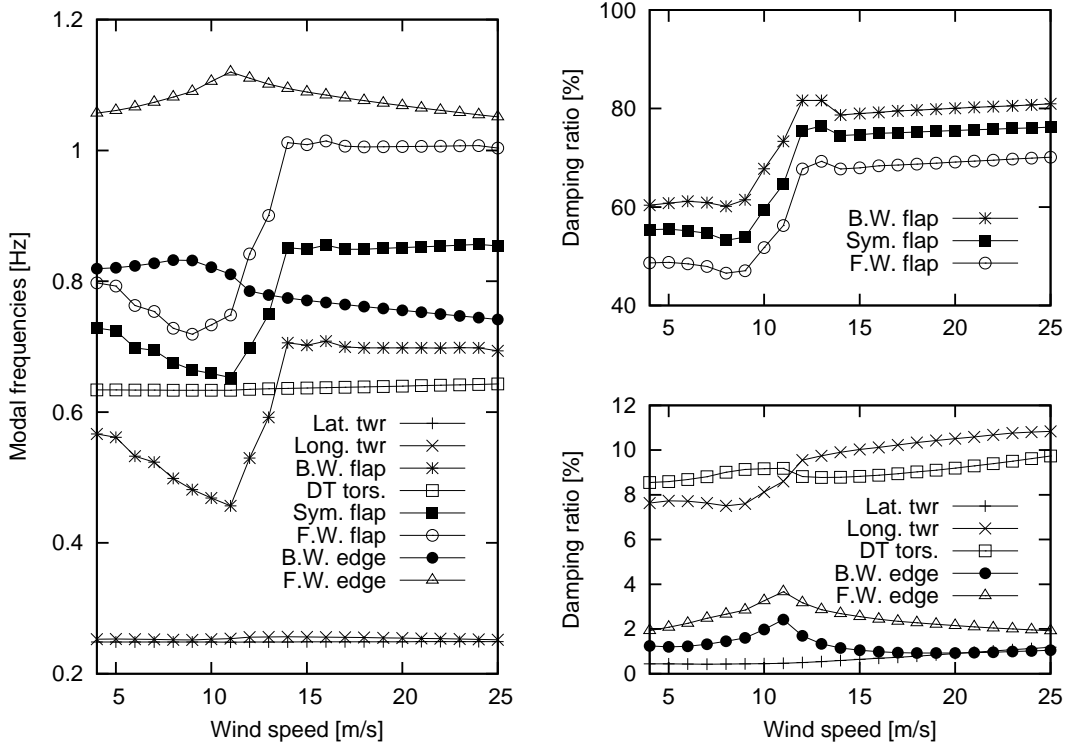 1.2
1
0.8
0.6
0.4
0.2
Modal frequencies [Hz]
Lat. twr
Long. twr
B.W. flap
DT tors.
Sym. flap
F.W. flap
B.W. edge
F.W. edge
5 10 15 20 25
Wind speed [m/s]
100
80
60
40
Damping ratio [%]
B.W. flap
Sym. flap
F.W. flap
5 10 15 20 25
12
10
8
6
4
2
0
Damping ratio [%]
Lat. twr
Long. twr
DT tors.
B.W. edge
F.W. edge
5 10 15 20 25
Wind speed [m/s]